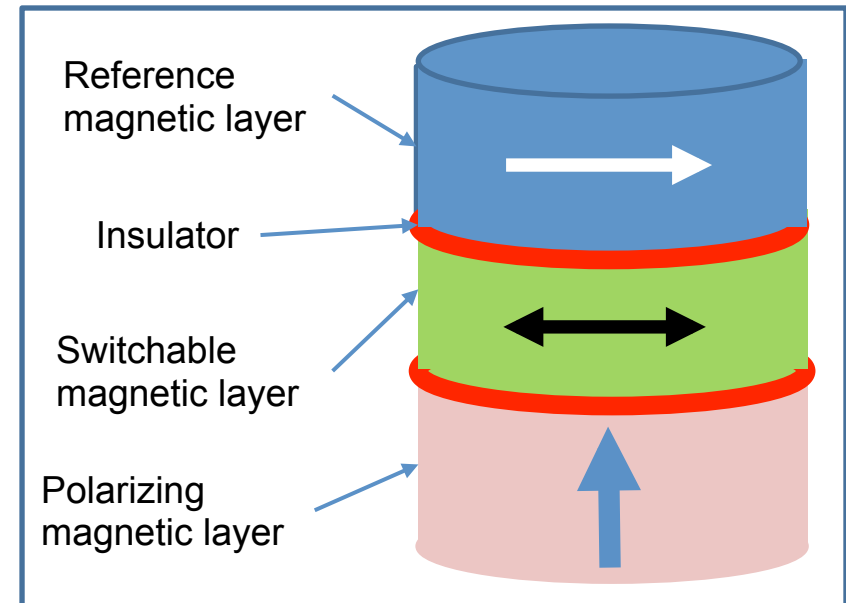 Reference
magnetic layer
Insulator
Switchable
magnetic layer
Polarizing
magnetic layer